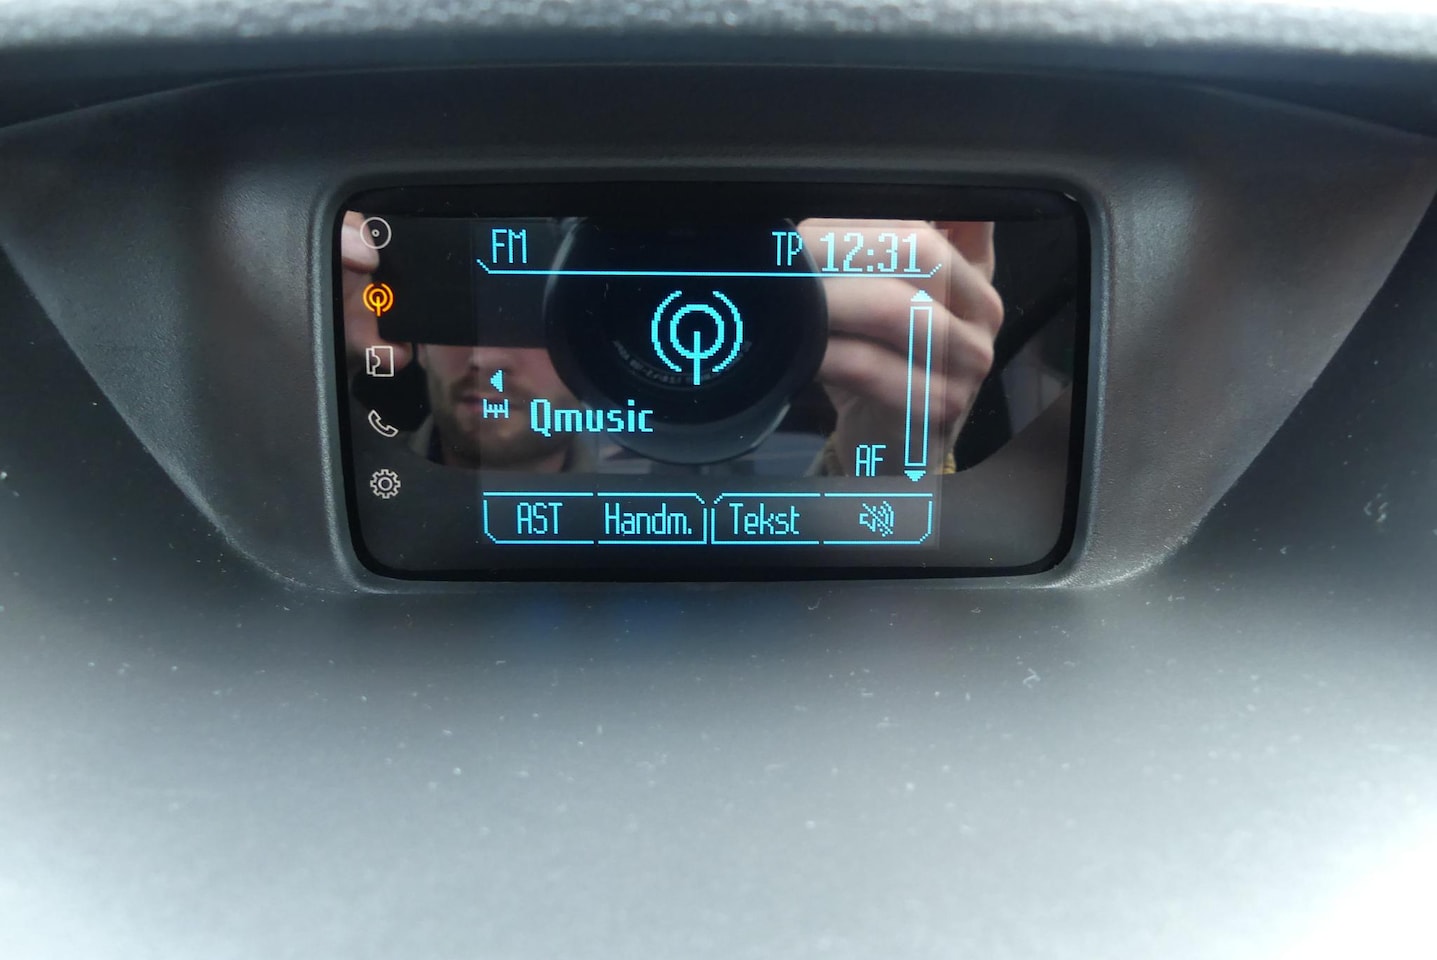 FM TP 12:31
Qmusic
AF
AST Handm. Tekst